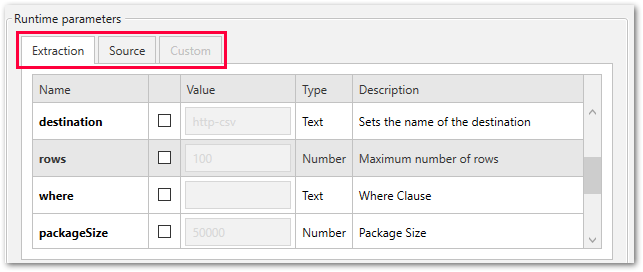 Runtime parameters
Extraction Source Custom
Name Value Type Description
destination http-csv Text Sets the name of the destination
rows 100 Number Maximum number of rows
where Text Where Clause
packageSize 50000 Number Package Size